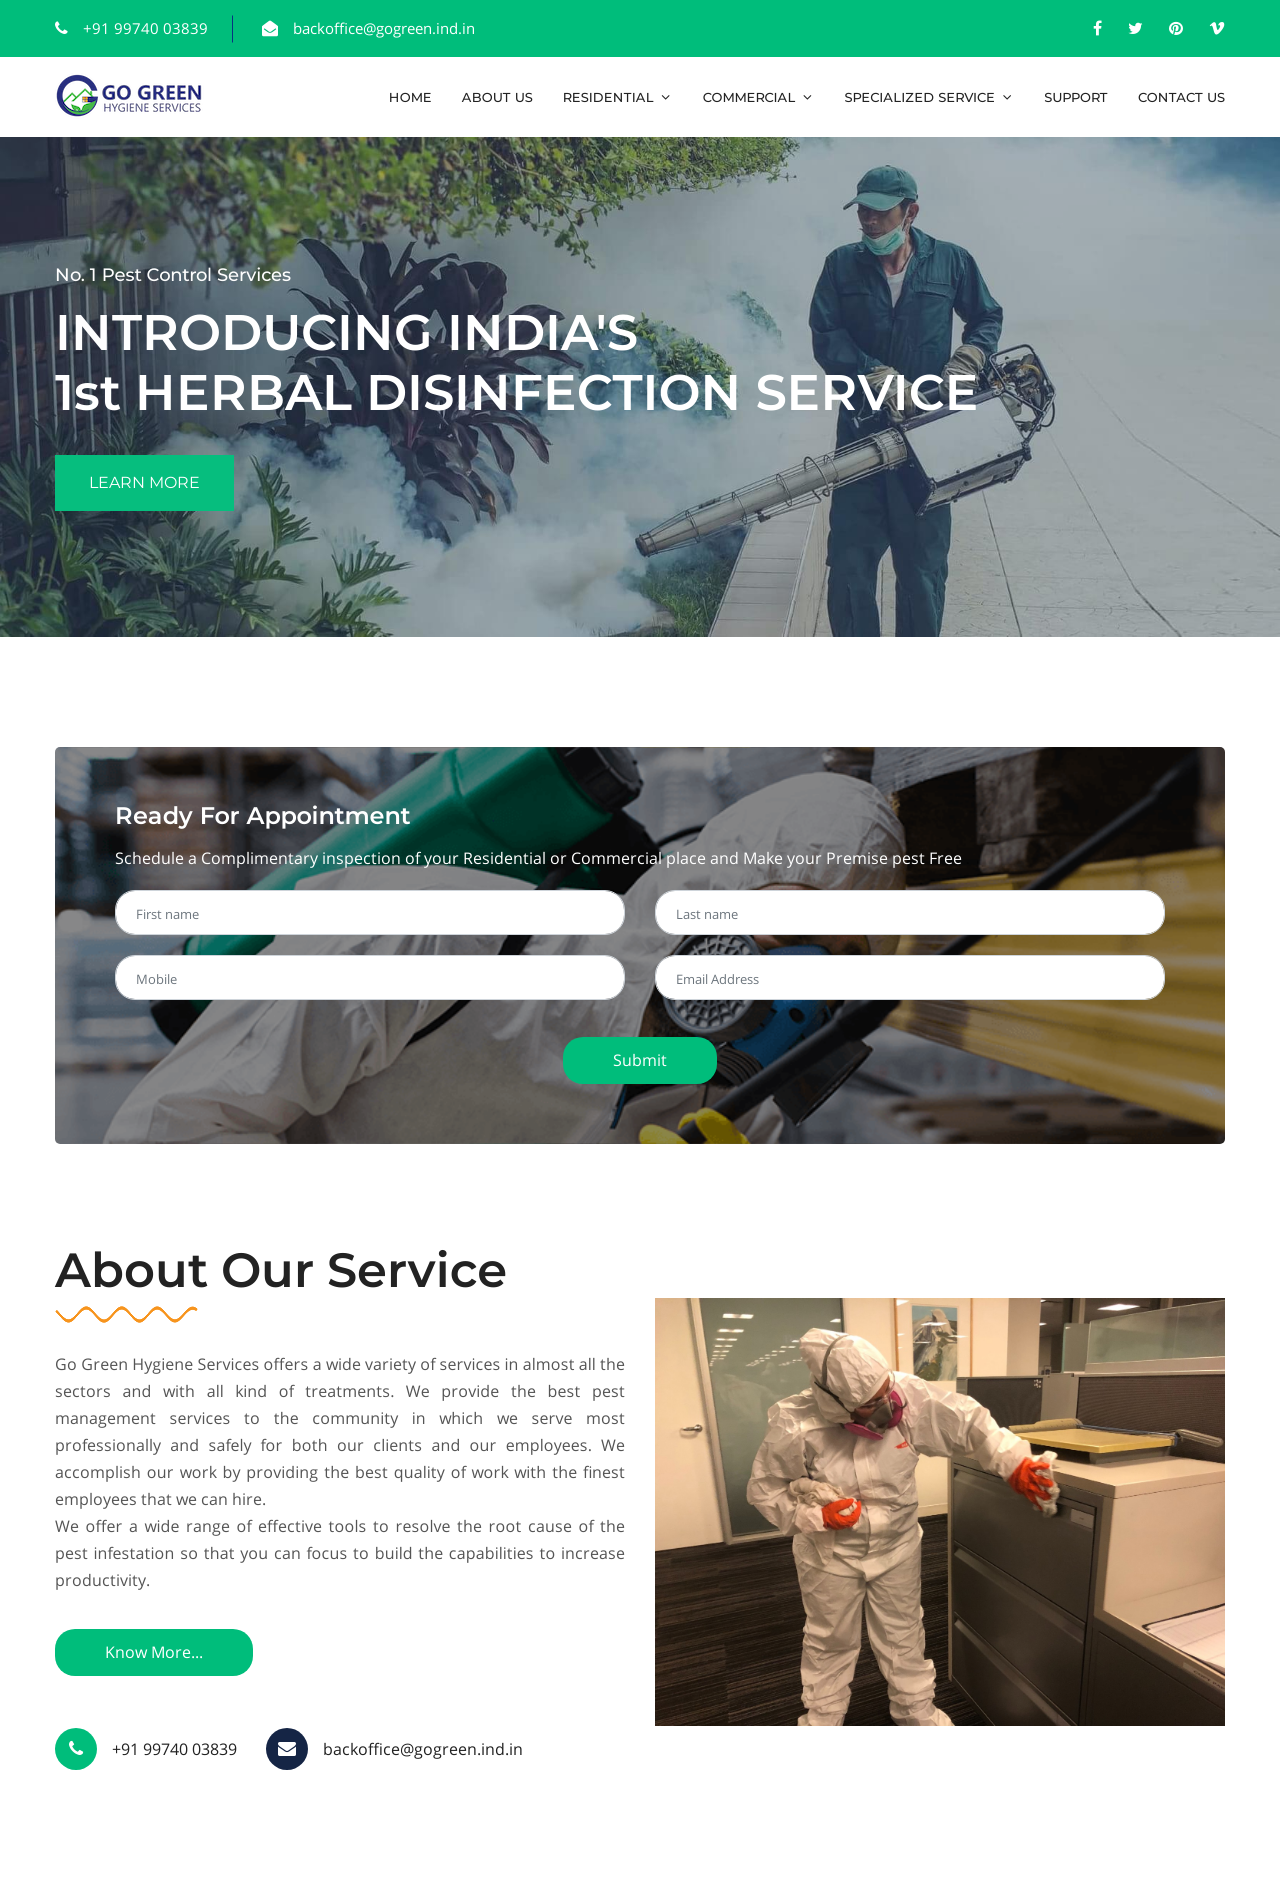 +91 99740 03839
backoffice@gogreen.ind.in
GO GREEN
HYGIENE SERVICES
HOME
ABOUT US
RESIDENTIAL
COMMERCIAL
SPECIALIZED SERVICE
SUPPORT
CONTACT US
No. 1 Pest Control Services
INTRODUCING INDIA'S
1st HERBAL DISINFECTION SERVICE
LEARN MORE
Ready For Appointment
Schedule a Complimentary inspection of your Residential or Commercial place and Make your Premise pest Free
First name
Last name
Mobile
Email Address
Submit
About Our Service
Go Green Hygiene Services offers a wide variety of services in almost all the
sectors and with all kind of treatments. We provide the best pest
management services to the community in which we serve most
professionally and safely for both our clients and our employees. We
accomplish our work by providing the best quality of work with the finest
employees that we can hire.
We offer a wide range of effective tools to resolve the root cause of the
pest infestation so that you can focus to build the capabilities to increase
productivity.
Know More...
+91 99740 03839
backoffice@gogreen.ind.in